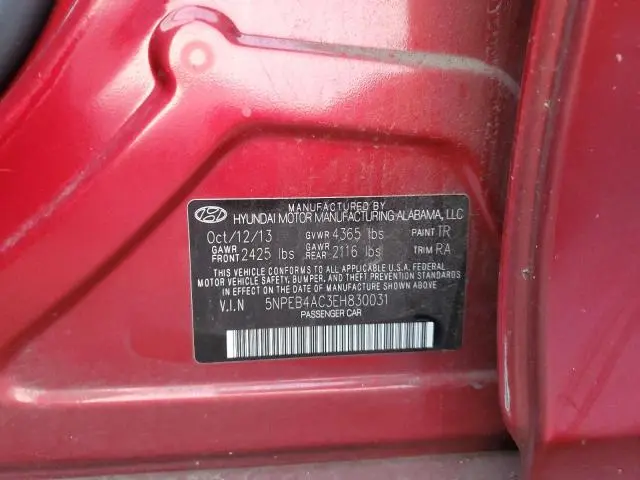 MANUFACTURED BY
HYUNDAI MOTOR MANUFACTURING ALABAMA, LLC
Oct/12/13 GVWR 4365 lbs PAINT TR
GAWR FRONT 2425 lbs GAWR REAR 2116 lbs TRIM RA
THIS VEHICLE CONFORMS TO ALL APPLICABLE U.S.A. FEDERAL
MOTOR VEHICLE SAFETY, BUMPER, AND THEFT PREVENTION
STANDARDS IN EFFECT ON THE DATE OF MANUFACTURE SHOWN ABOVE.
V.I.N 5NPEB4AC3EH830031
PASSENGER CAR